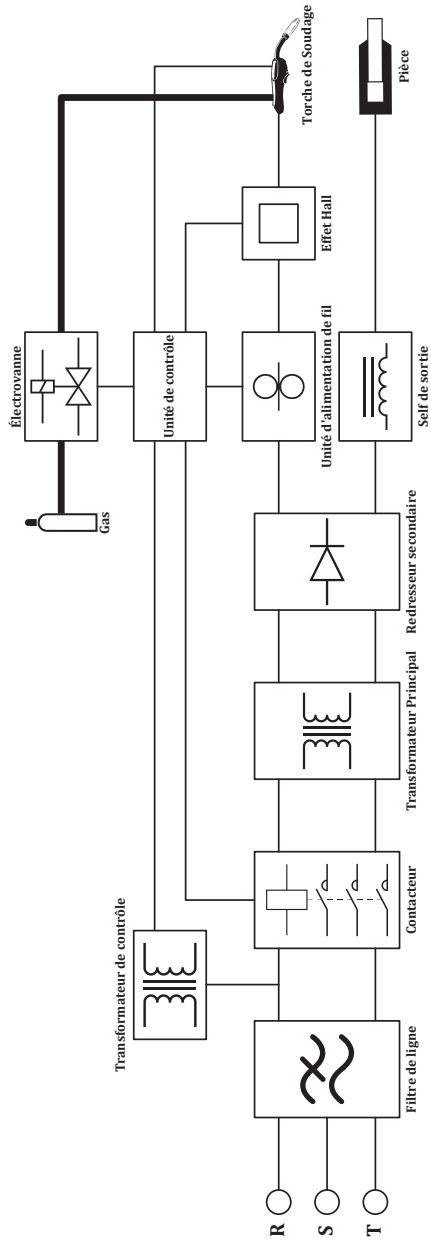 Électrovanne
Gas
Torche de Soudage
Pièce
Effet Hall
Unité de contrôle
Unité d'alimentation de fil
Self de sortie
Redresseur secondaire
Transformateur Principal
Contacteur
Transformateur de contrôle
Filtre de ligne
R
S
T